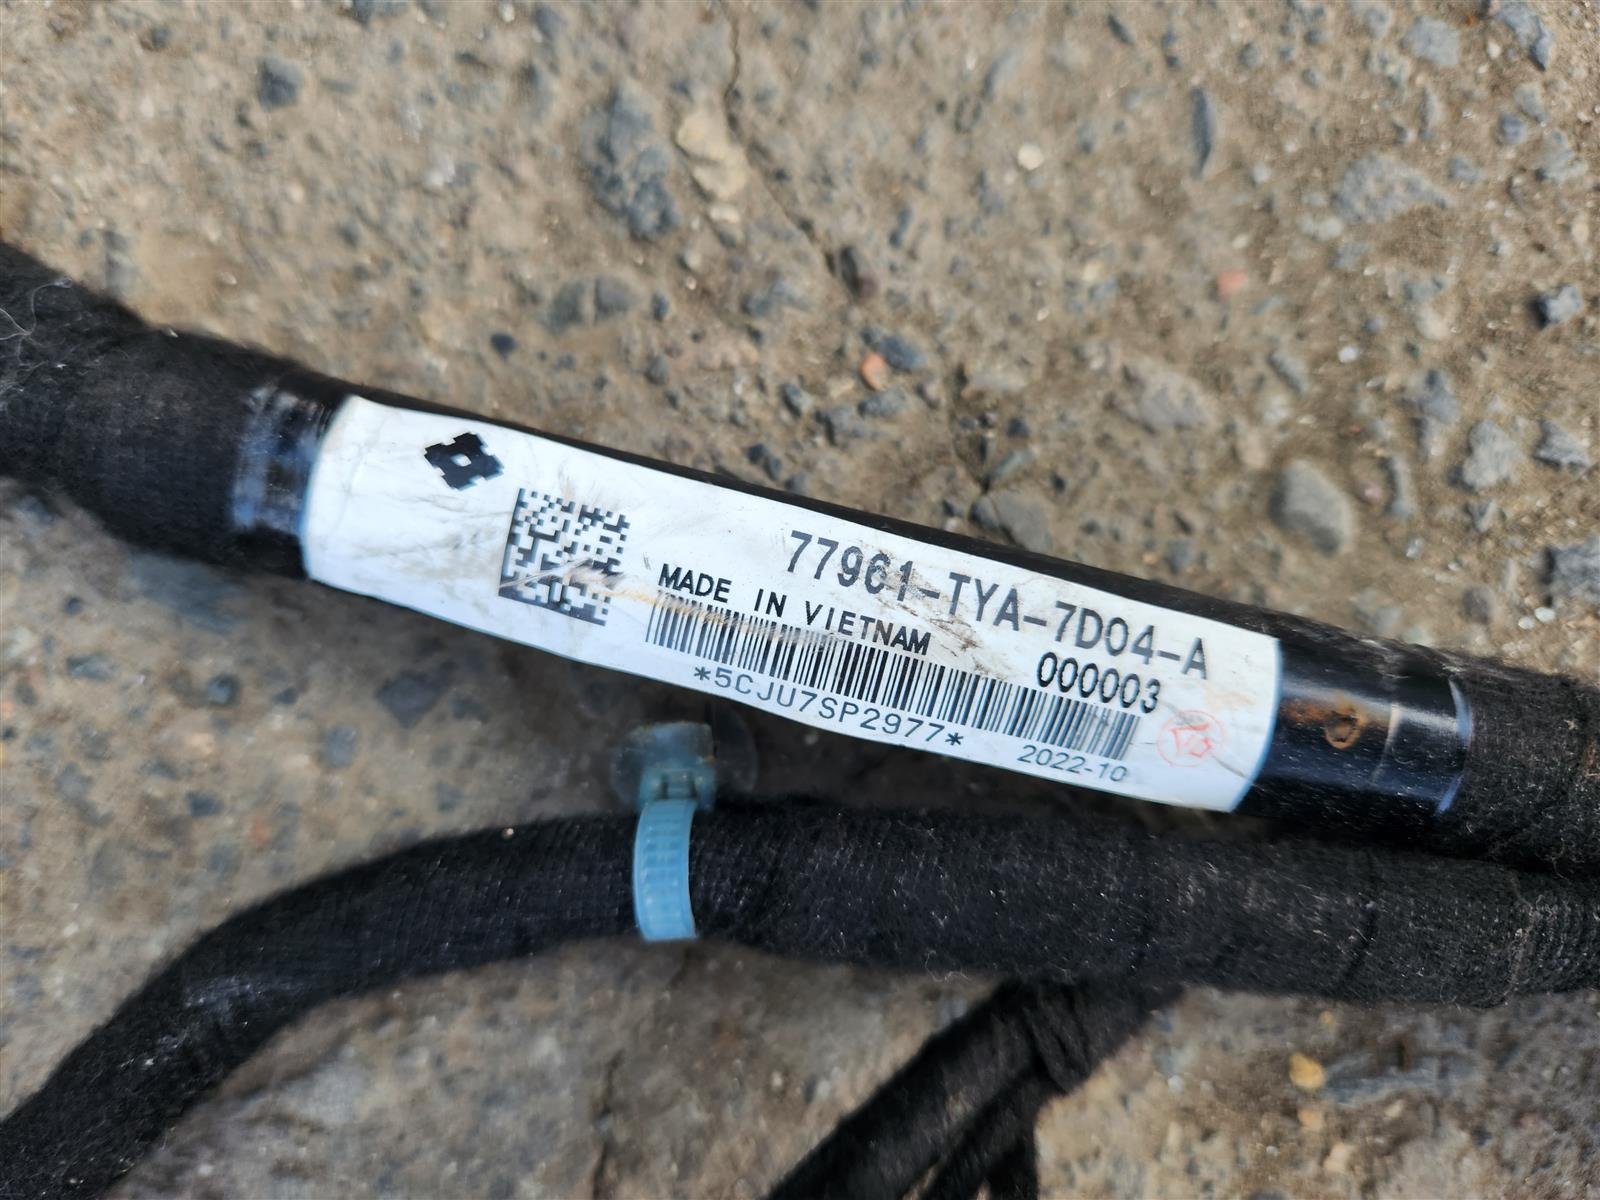 77961-TYA-7D04-A
MADE IN VIETNAM
000003
*5CJU7SP2977*
2022-10